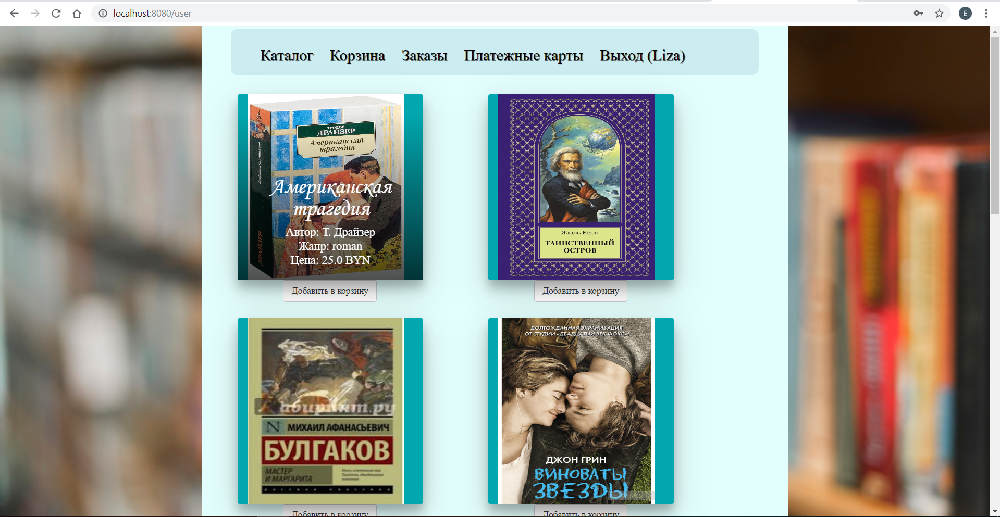 localhost:8080/user
E
Каталог Корзина Заказы Платежные карты Выход (Liza)
ТЕОДОР
ДРАЙЗЕР
Американская
трагедия
Американская трагедия
ДРАЙЗЕР
Американская
трагедия
Автор: Т. Драйзер
Жанр: roman
Цена: 25.0 BYN
Добавить в корзину
Жюль Верн
ТАИНСТВЕННЫЙ
ОСТРОВ
Добавить в корзину
абиринт.ру
N МИХАИЛ АФАНАСЬЕВИЧ
БУЛГАКОВ
МАСТЕР
И МАРГАРИТА
Добавить в корзину
ДОЛГОЖДАННАЯ ЭКРАНИЗАЦИЯ
ОТ СТУДИИ «ДВАДЦАТЫЙ ВЕК ФОКС»!
ДЖОН ГРИН
ВИНОВАТЫ
ЗВЕЗДЫ
Добавить в корзину